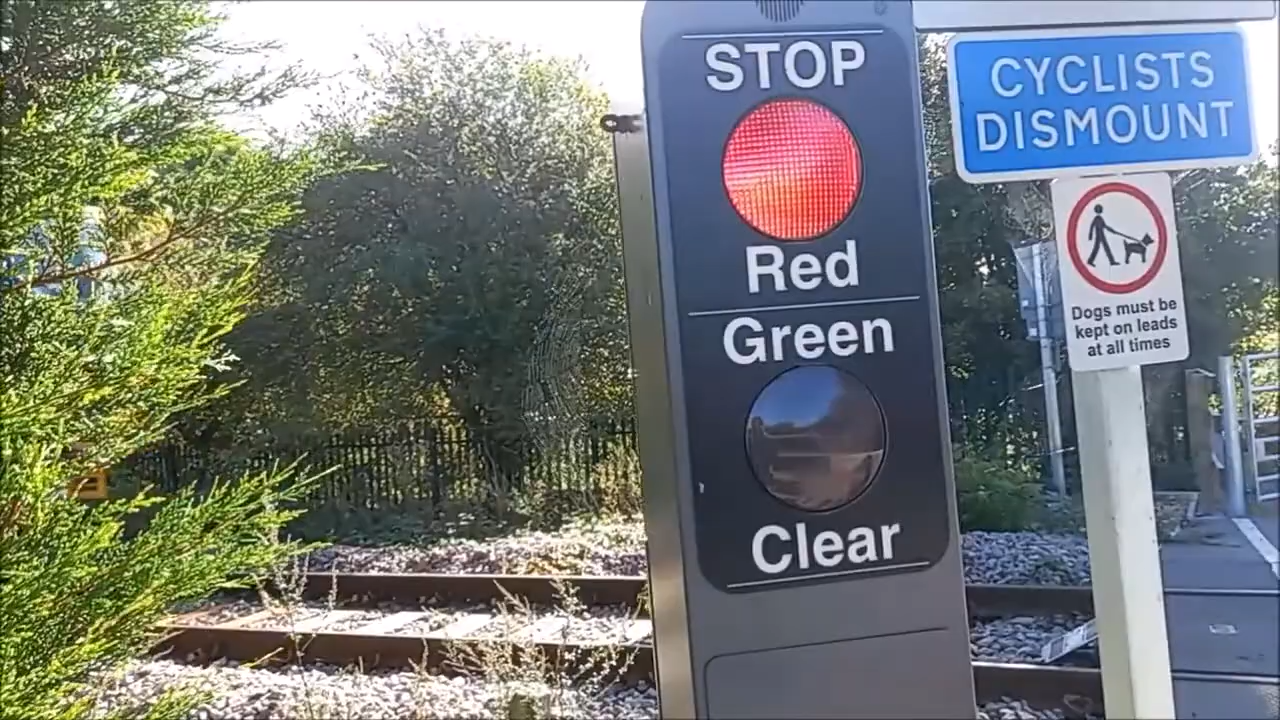 STOP
Red
Green
Clear
CYCLISTS
DISMOUNT
Dogs must be
kept on leads
at all times